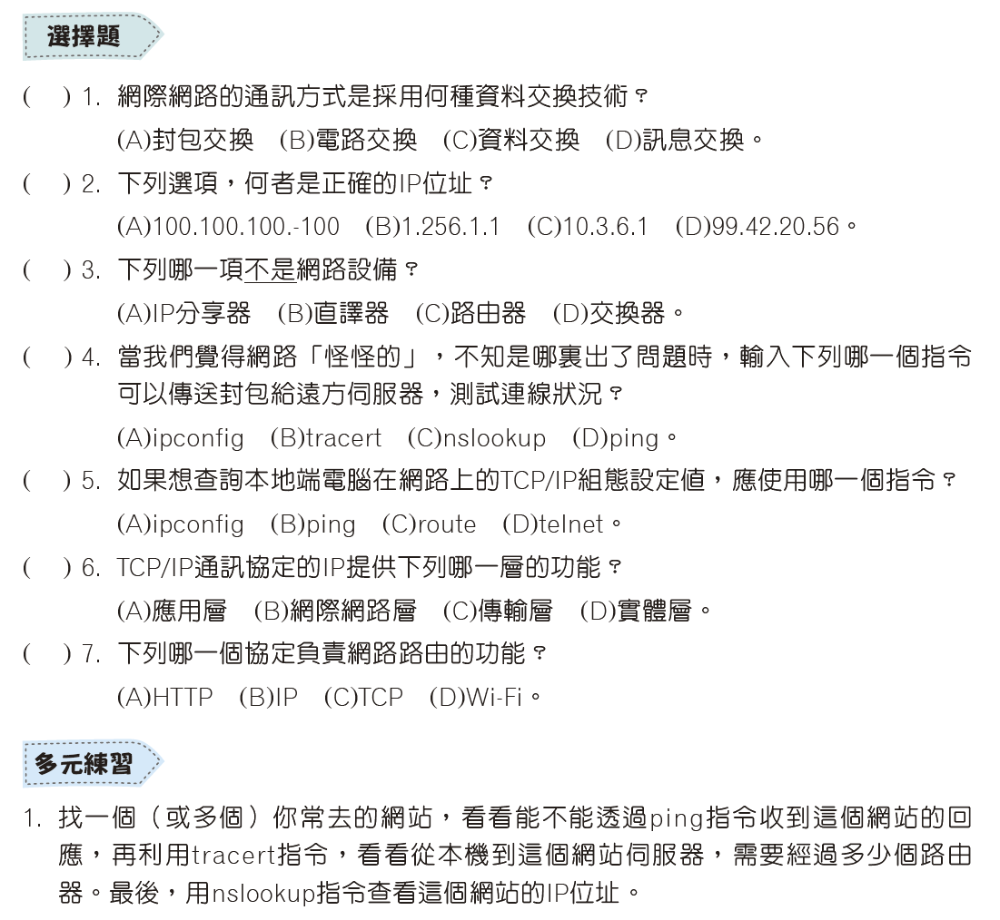 選擇題
(　) 1. 網際網路的通訊方式是採用何種資料交換技術？
(A)封包交換　(B)電路交換　(C)資料交換　(D)訊息交換。
(　) 2. 下列選項，何者是正確的IP位址？
(A)100.100.100.-100　(B)1.256.1.1　(C)10.3.6.1　(D)99.42.20.56。
(　) 3. 下列哪一項不是網路設備？
(A)IP分享器　(B)直譯器　(C)路由器　(D)交換器。
(　) 4. 當我們覺得網路「怪怪的」，不知是哪裏出了問題時，輸入下列哪一個指令
可以傳送封包給遠方伺服器，測試連線狀況？
(A)ipconfig　(B)tracert　(C)nslookup　(D)ping。
(　) 5. 如果想查詢本地端電腦在網路上的TCP/IP組態設定值，應使用哪一個指令？
(A)ipconfig　(B)ping　(C)route　(D)telnet。
(　) 6. TCP/IP通訊協定的IP提供下列哪一層的功能？
(A)應用層　(B)網際網路層　(C)傳輸層　(D)實體層。
(　) 7. 下列哪一個協定負責網路路由的功能？
(A)HTTP　(B)IP　(C)TCP　(D)Wi-Fi。
多元練習
1. 找一個（或多個）你常去的網站，看看能不能透過ping指令收到這個網站的回
應，再利用tracert指令，看看從本機到這個網站伺服器，需要經過多少個路由
器。最後，用nslookup指令查看這個網站的IP位址。